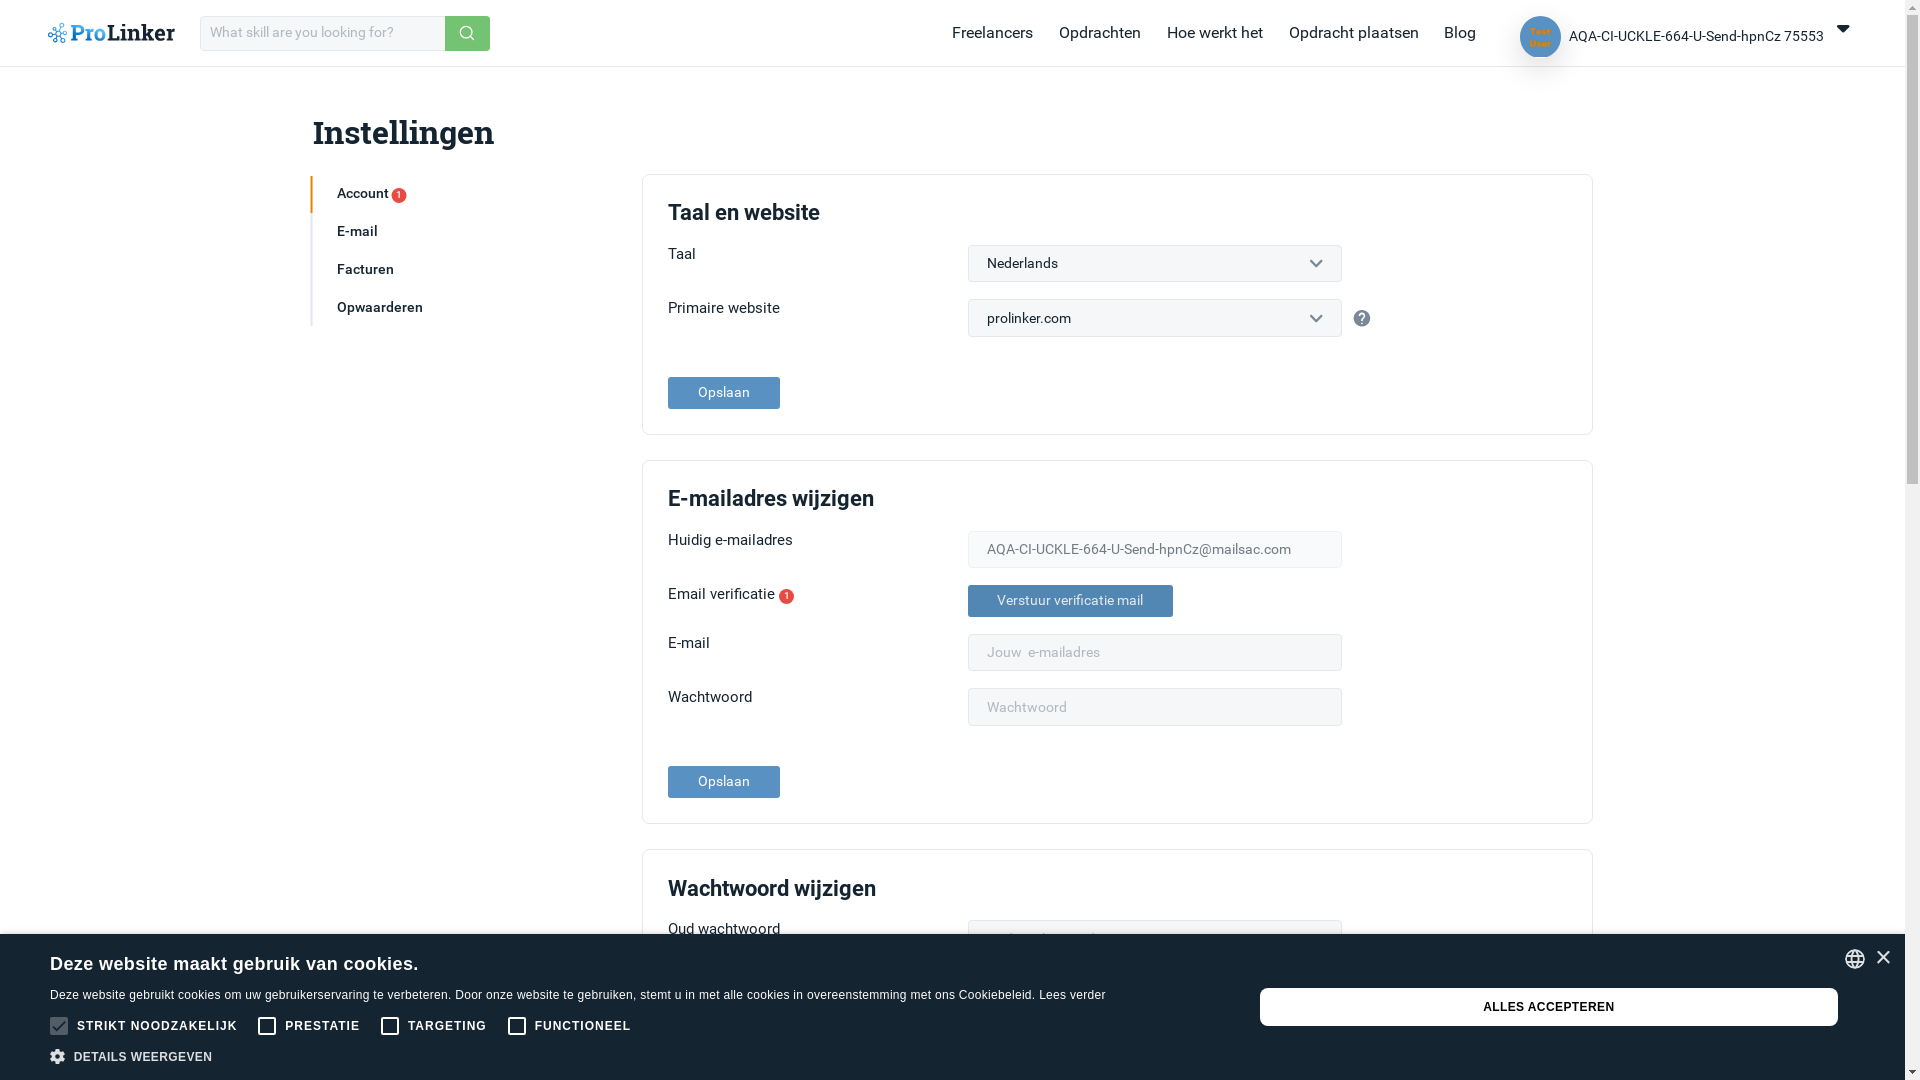 ProLinker
What skill are you looking for?
Freelancers
Opdrachten
Hoe werkt het
Opdracht plaatsen
Blog
Test
User
AQA-CI-UCKLE-664-U-Send-hpnCz 75553
Instellingen
Account 1
E-mail
Facturen
Opwaarderen
Taal en website
Taal
Nederlands
Primaire website
prolinker.com
Opslaan
E-mailadres wijzigen
Huidig e-mailadres
AQA-CI-UCKLE-664-U-Send-hpnCz@mailsac.com
Email verificatie 1
Verstuur verificatie mail
E-mail
Jouw e-mailadres
Wachtwoord
Wachtwoord
Opslaan
Wachtwoord wijzigen
Oud wachtwoord
Deze website maakt gebruik van cookies.
Deze website gebruikt cookies om uw gebruikerservaring te verbeteren. Door onze website te gebruiken, stemt u in met alle cookies in overeenstemming met ons Cookiebeleid. Lees verder
STRIKT NOODZAKELIJK
PRESTATIE
TARGETING
FUNCTIONEEL
DETAILS WEERGEVEN
ALLES ACCEPTEREN